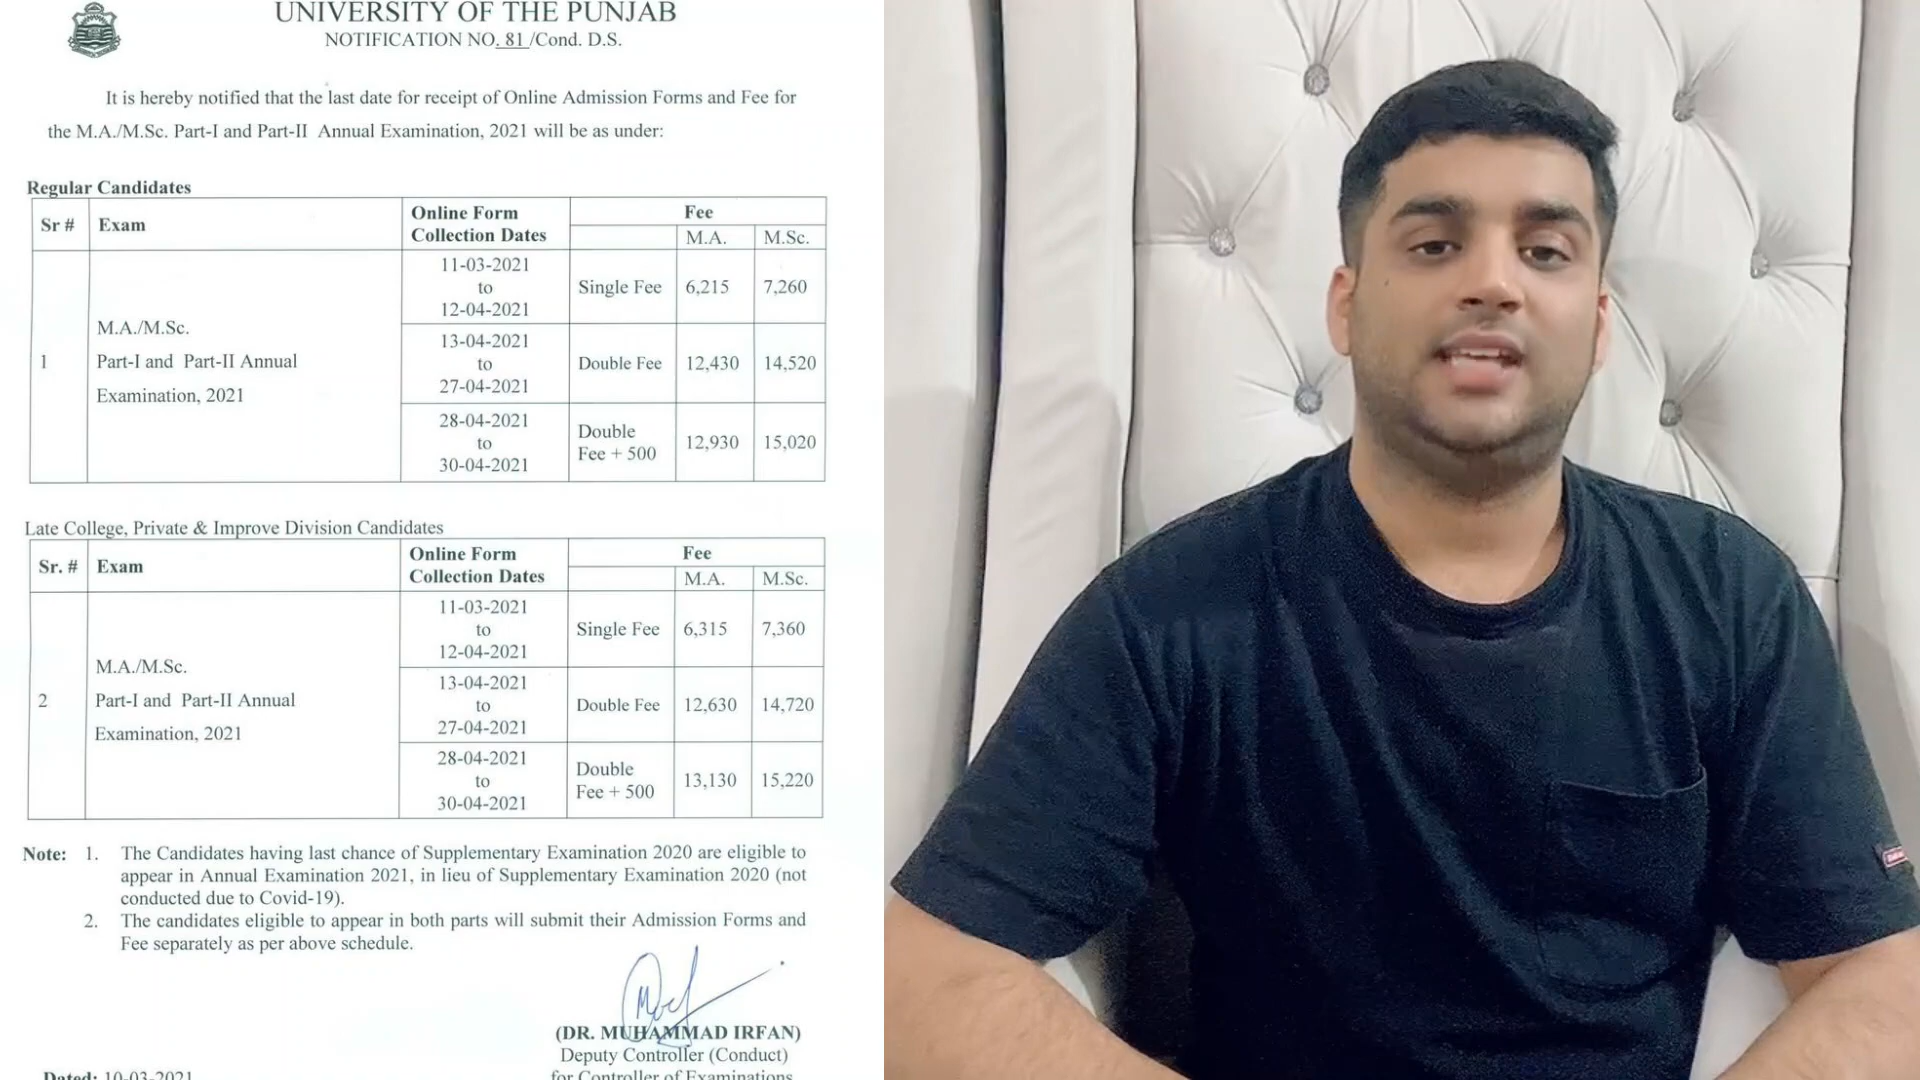 UNIVERSITY OF THE PUNJAB
NOTIFICATION NO. 81 /Cond. D.S.
It is hereby notified that the last date for receipt of Online Admission Forms and Fee for
the M.A./M.Sc. Part-I and Part-II Annual Examination, 2021 will be as under:
Regular Candidates
Sr # Exam Online Form Collection Dates Fee
M.A. M.Sc.
1 M.A./M.Sc.
Part-I and Part-II Annual
Examination, 2021
11-03-2021
to
12-04-2021
Single Fee 6,215 7,260
13-04-2021
to
27-04-2021
Double Fee 12,430 14,520
28-04-2021
to
30-04-2021
Double
Fee + 500 12,930 15,020
Late College, Private & Improve Division Candidates
Sr. # Exam Online Form Collection Dates Fee
M.A. M.Sc.
2 M.A./M.Sc.
Part-I and Part-II Annual
Examination, 2021
11-03-2021
to
12-04-2021
Single Fee 6,315 7,360
13-04-2021
to
27-04-2021
Double Fee 12,630 14,720
28-04-2021
to
30-04-2021
Double
Fee + 500 13,130 15,220
Note: 1. The Candidates having last chance of Supplementary Examination 2020 are eligible to
appear in Annual Examination 2021, in lieu of Supplementary Examination 2020 (not
conducted due to Covid-19).
2. The candidates eligible to appear in both parts will submit their Admission Forms and
Fee separately as per above schedule.
(DR. MUHAMMAD IRFAN)
Deputy Controller (Conduct)
for Controller of Examinations
Dated: 10-03-2021